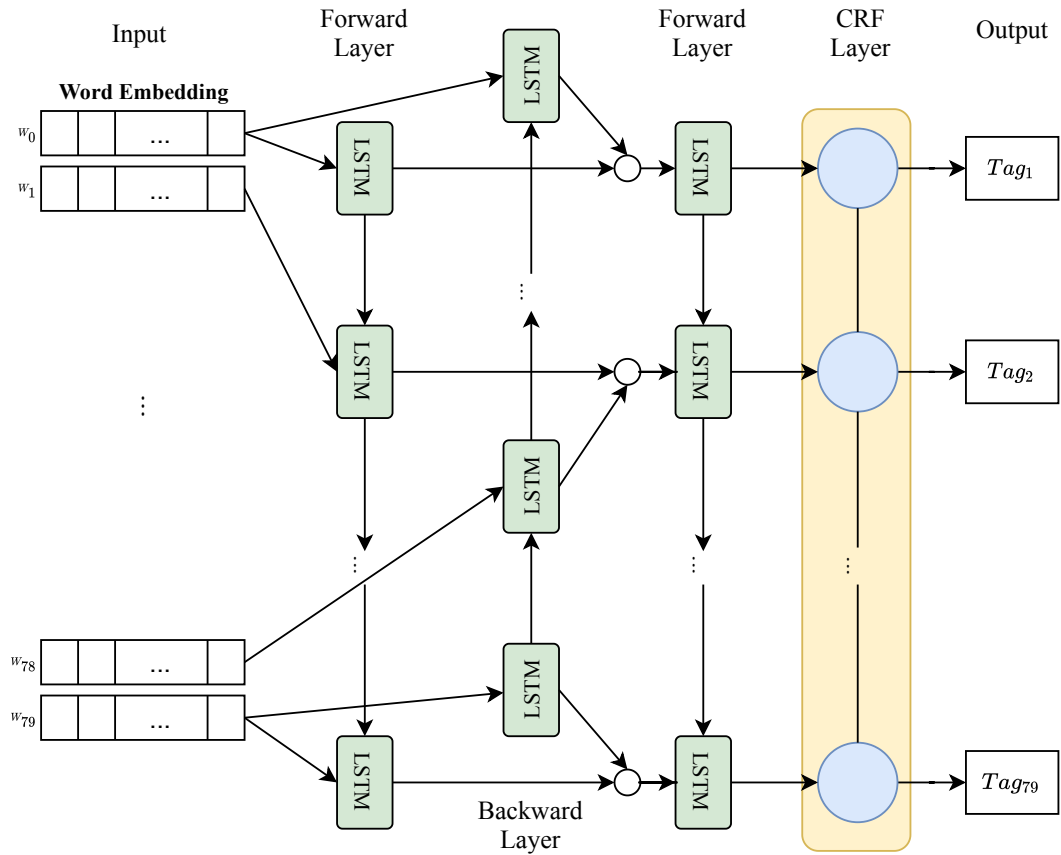 Input
Forward
Layer
Forward
Layer
CRF
Layer
Output
Word Embedding
LSTM
w0
...
LSTM
LSTM
Tag1
w1
...
...
LSTM
LSTM
Tag2
...
LSTM
...
...
...
w78
...
LSTM
w79
...
LSTM
LSTM
Tag79
Backward
Layer